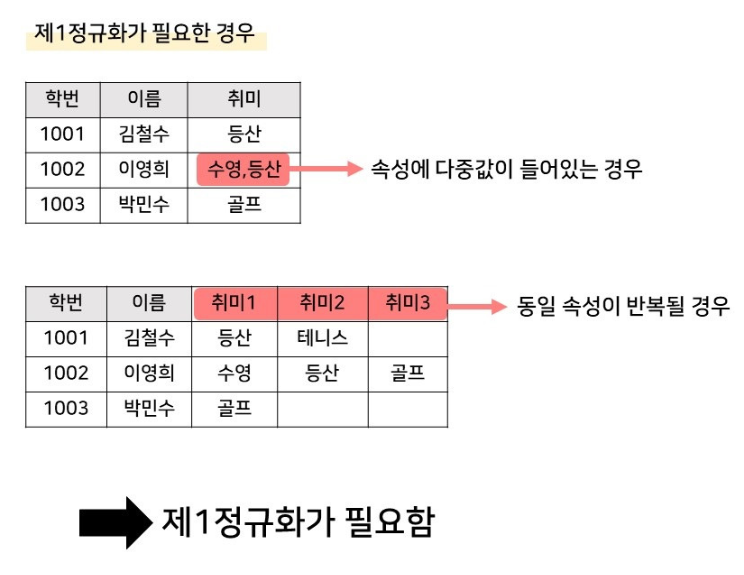 제1정규화가 필요한 경우
학번 이름 취미
1001 김철수 등산
1002 이영희 수영,등산 속성에 다중값이 들어있는 경우
1003 박민수 골프
학번 이름 취미1 취미2 취미3 동일 속성이 반복될 경우
1001 김철수 등산 테니스
1002 이영희 수영 등산 골프
1003 박민수 골프
제1정규화가 필요함